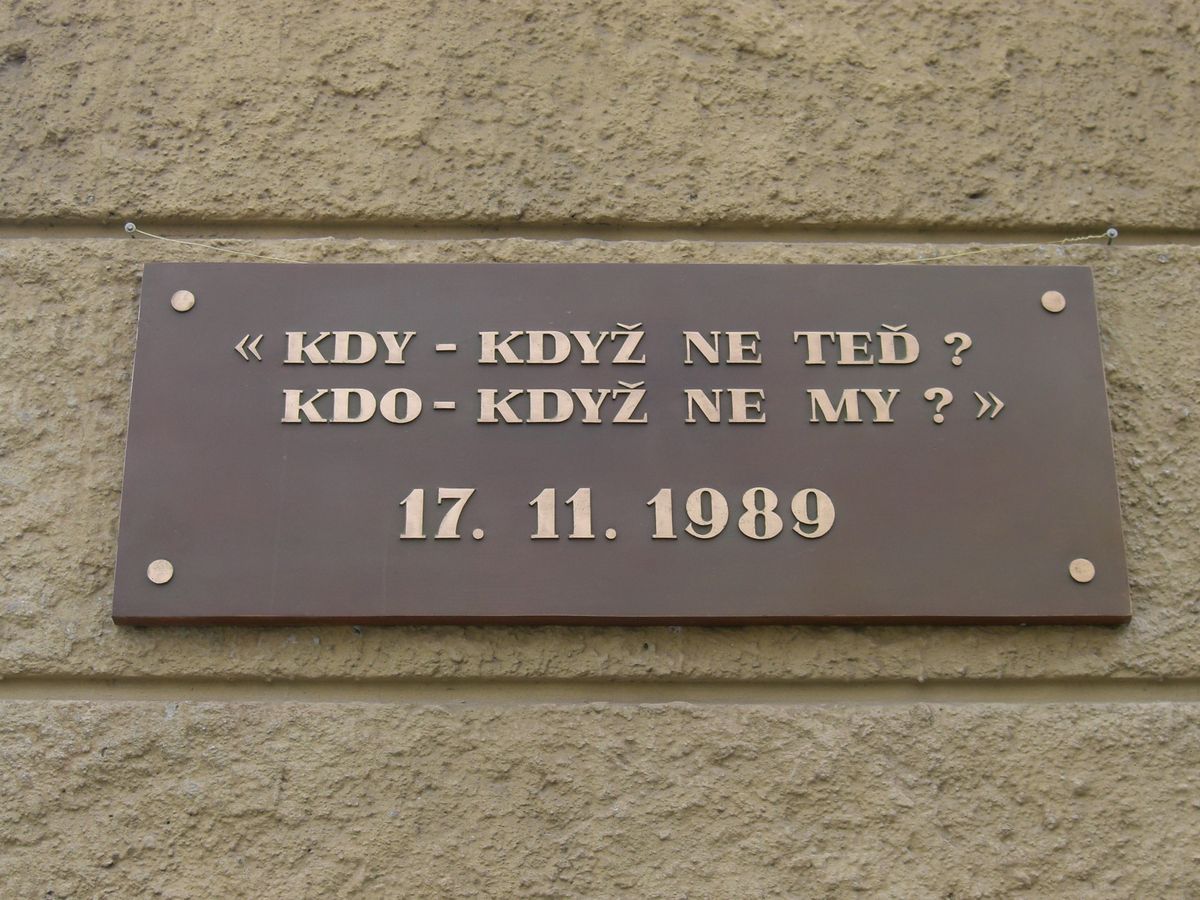 « KDY - KDYŽ NE TEĎ ?
KDO - KDYŽ NE MY ? »
17. 11. 1989